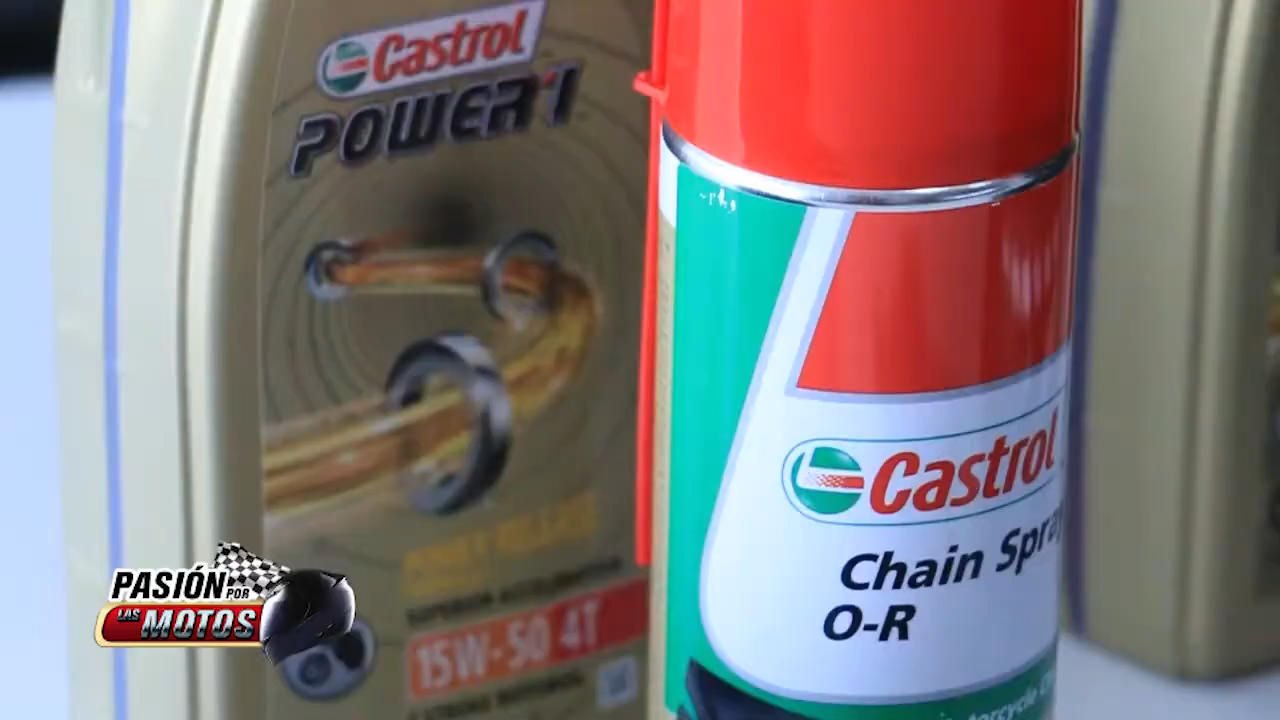 Castrol
POWER1
15W-50 4T
Castrol
Chain Spray
O-R
PASIÓN POR
LAS MOTOS